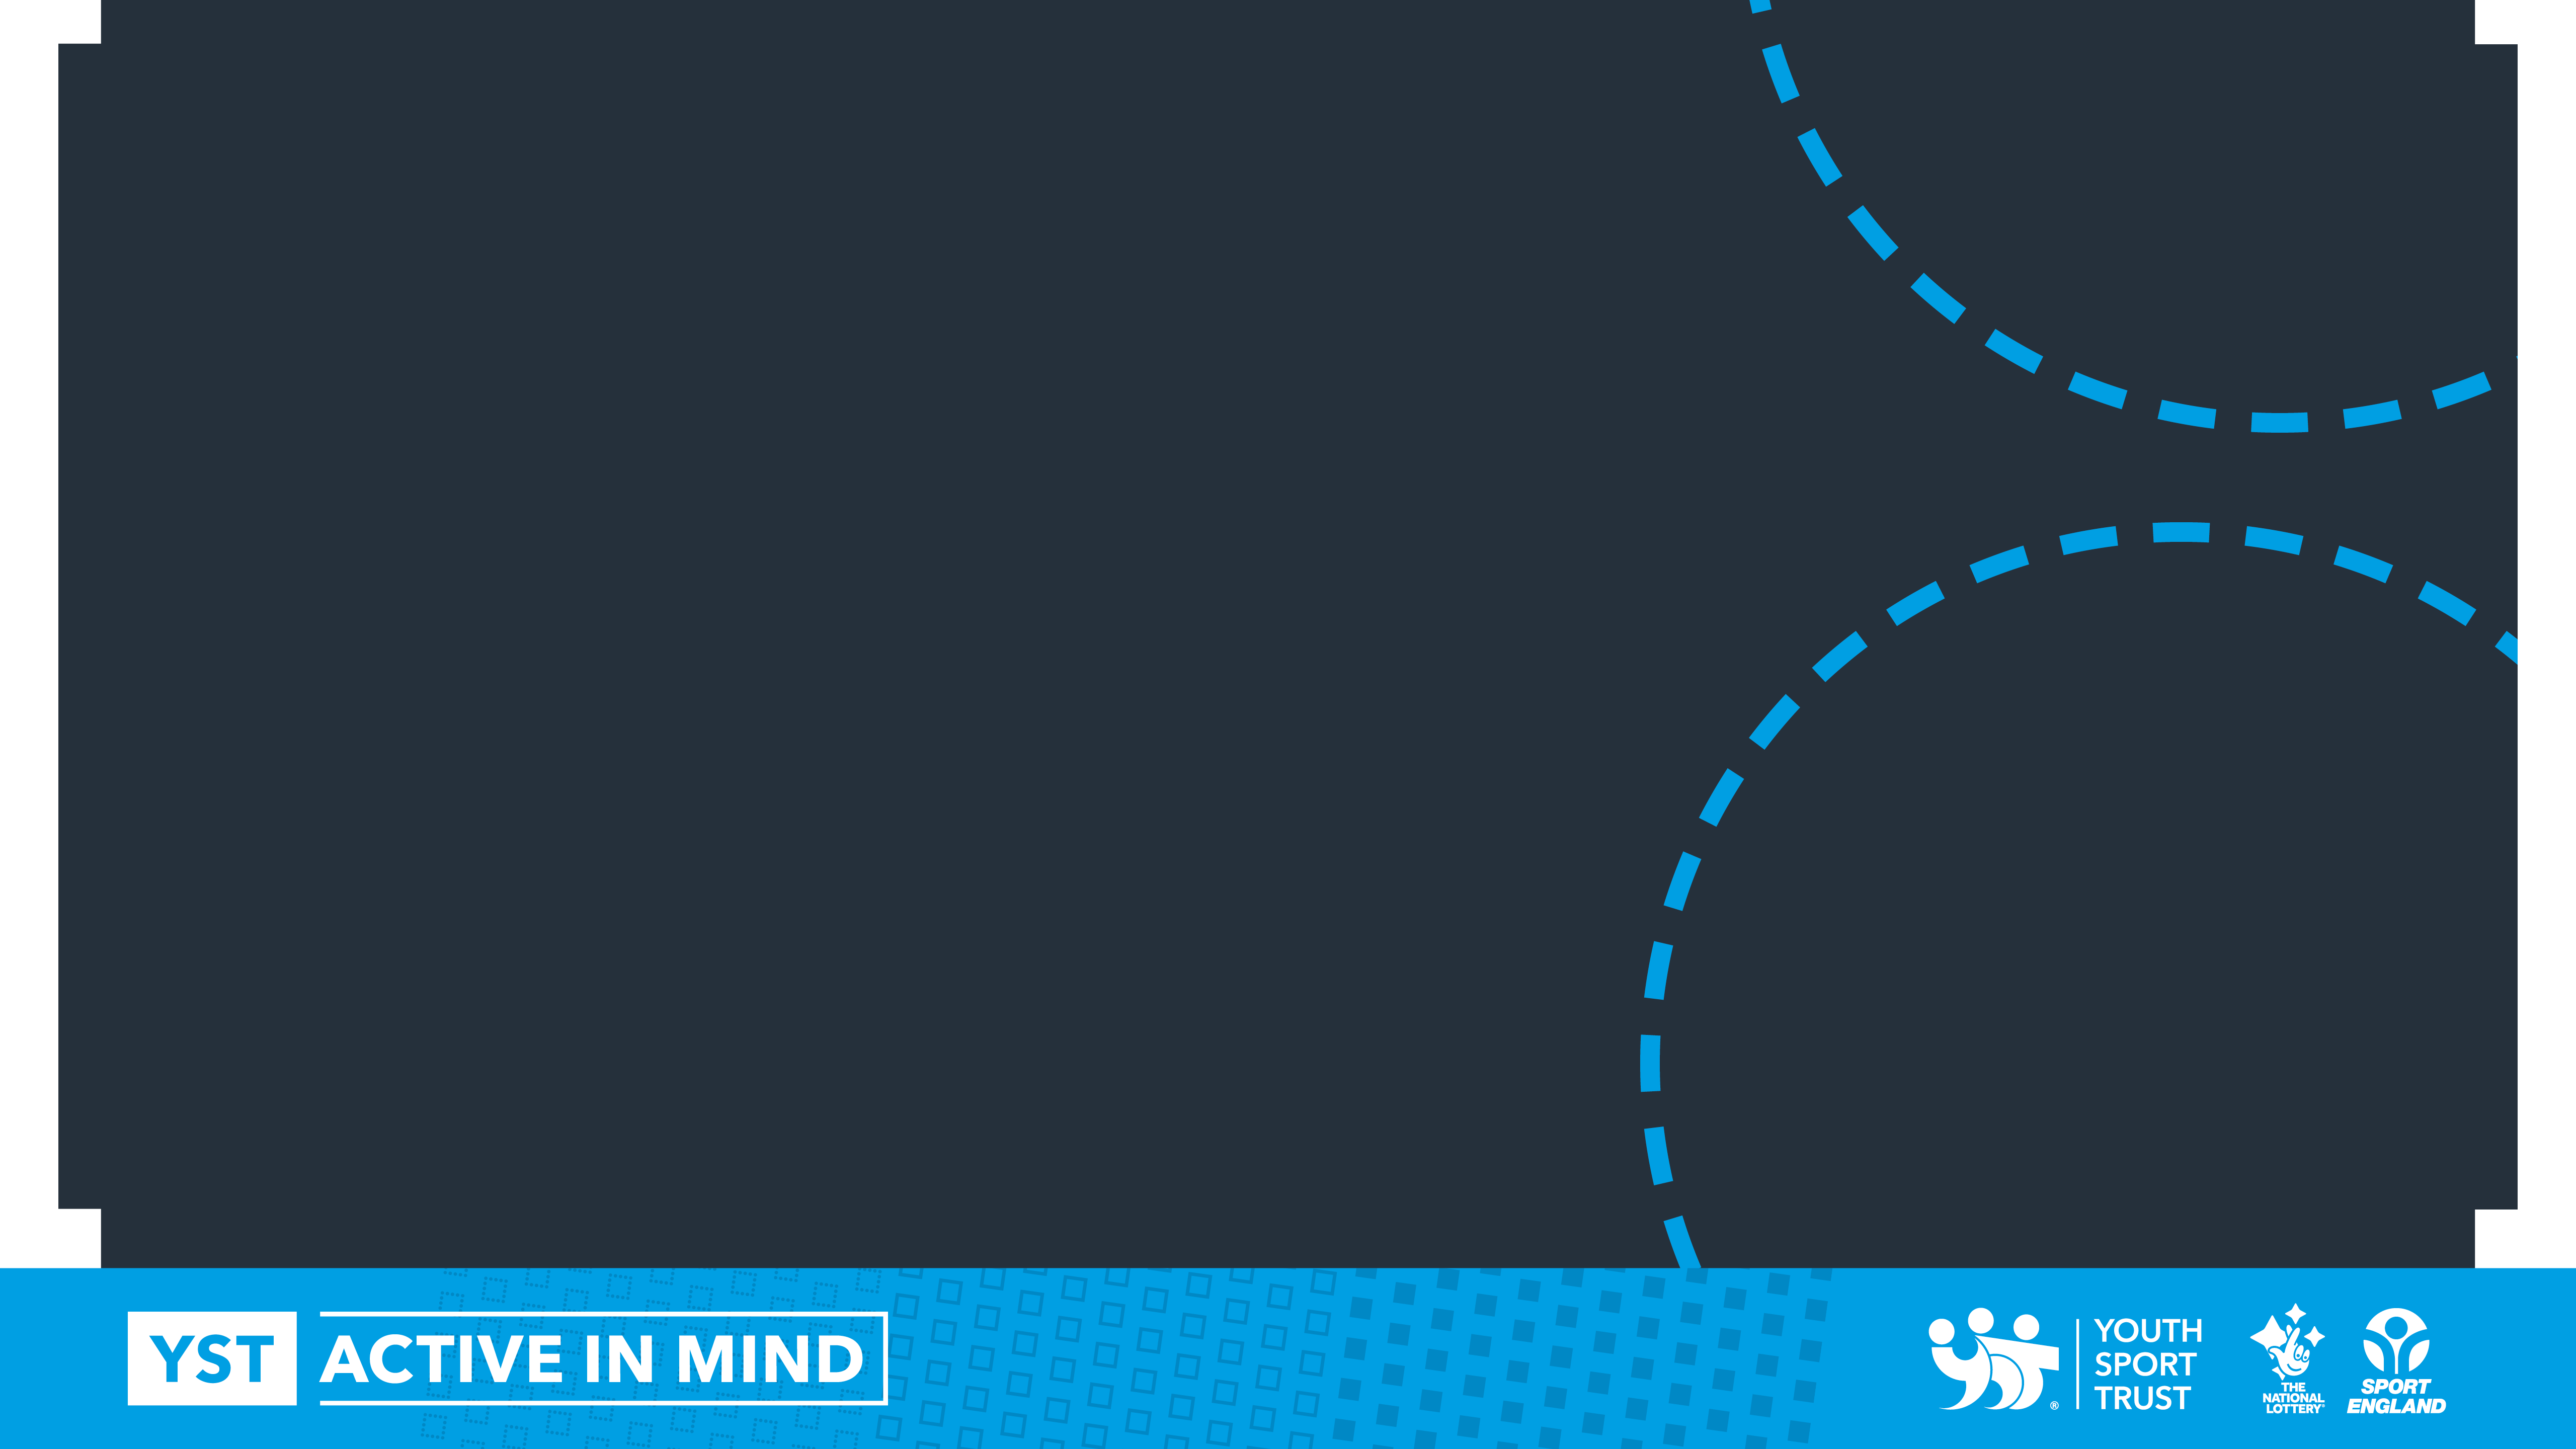 YST ACTIVE IN MIND
YOUTH
SPORT
TRUST
®
THE
NATIONAL
LOTTERY®
SPORT
ENGLAND